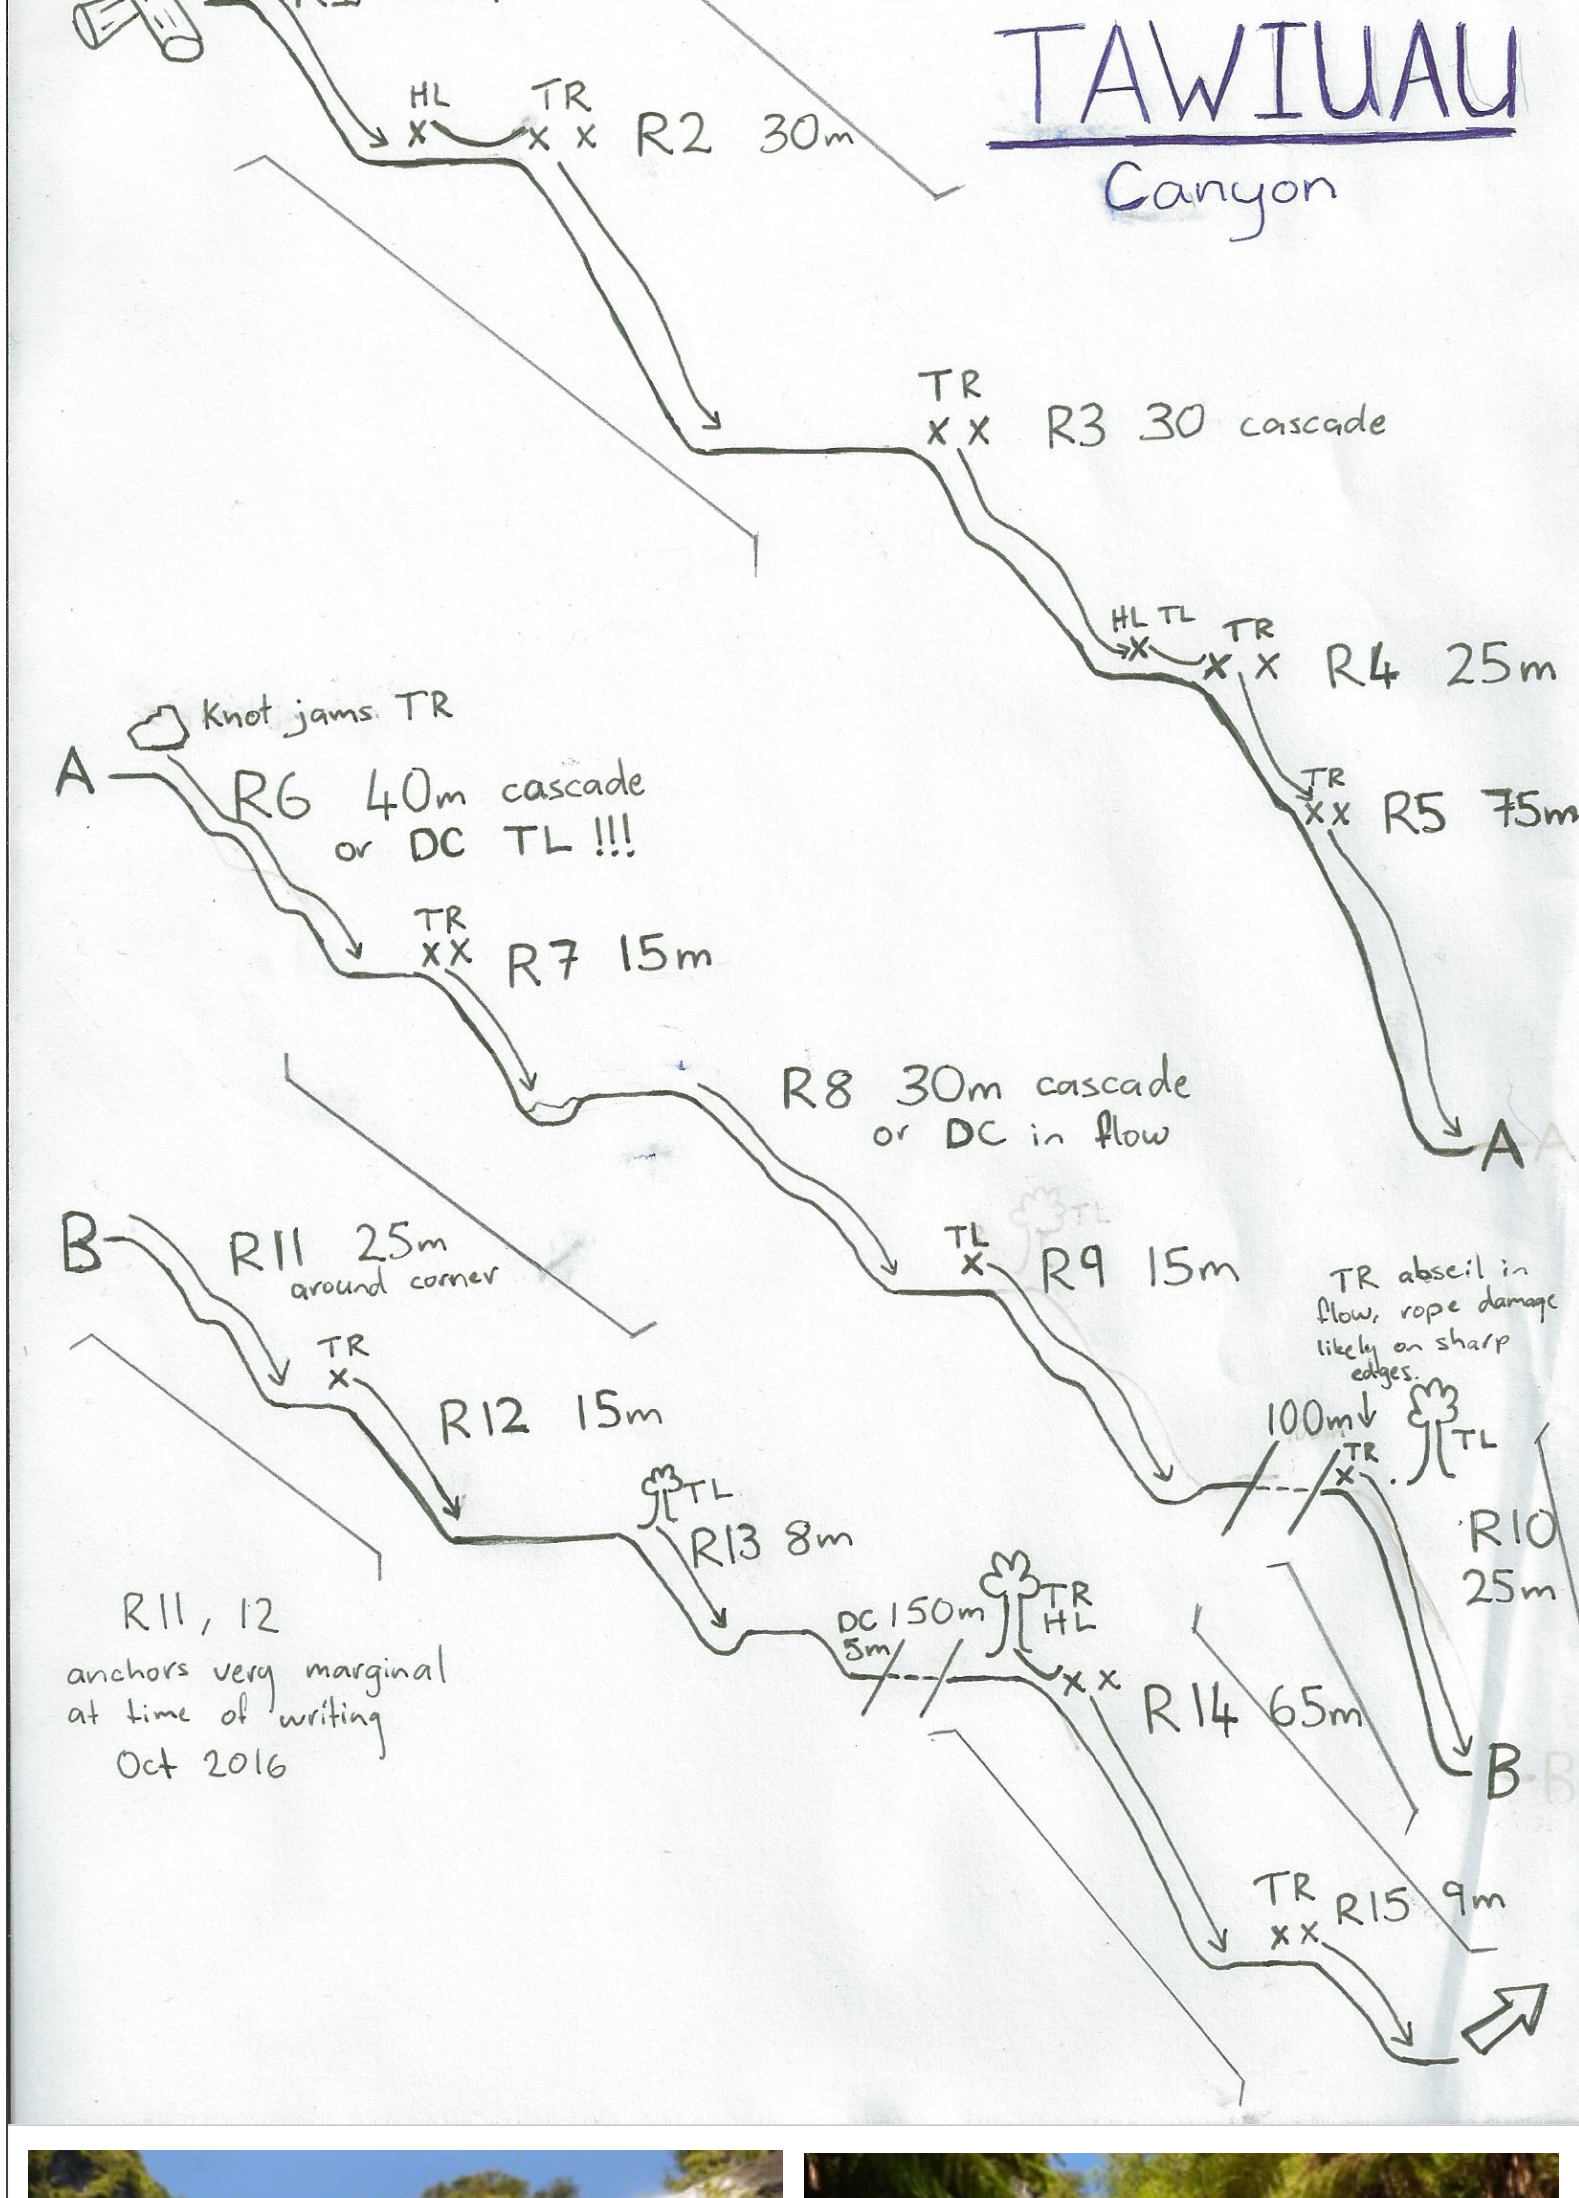 TAWIUAU
Canyon
HL TR
R2 30m
TR
R3 30 cascade
HL TL TR
R4 25m
TR
R5 75m
A
Knot jams TR
A
R6 40m cascade
or DC TL !!!
TR
R7 15m
R8 30m cascade
or DC in flow
TL
R9 15m
TR abseil in
flow, rope damage
likely on sharp
edges.
100m
TR
TL
R10
25m
B
B
R11 25m
around corner
TR
R12 15m
TL
R13 8m
DC
5m
150m
TR
HL
R14 65m
TR
R15 9m
R11, 12
anchors very marginal
at time of writing
Oct 2016